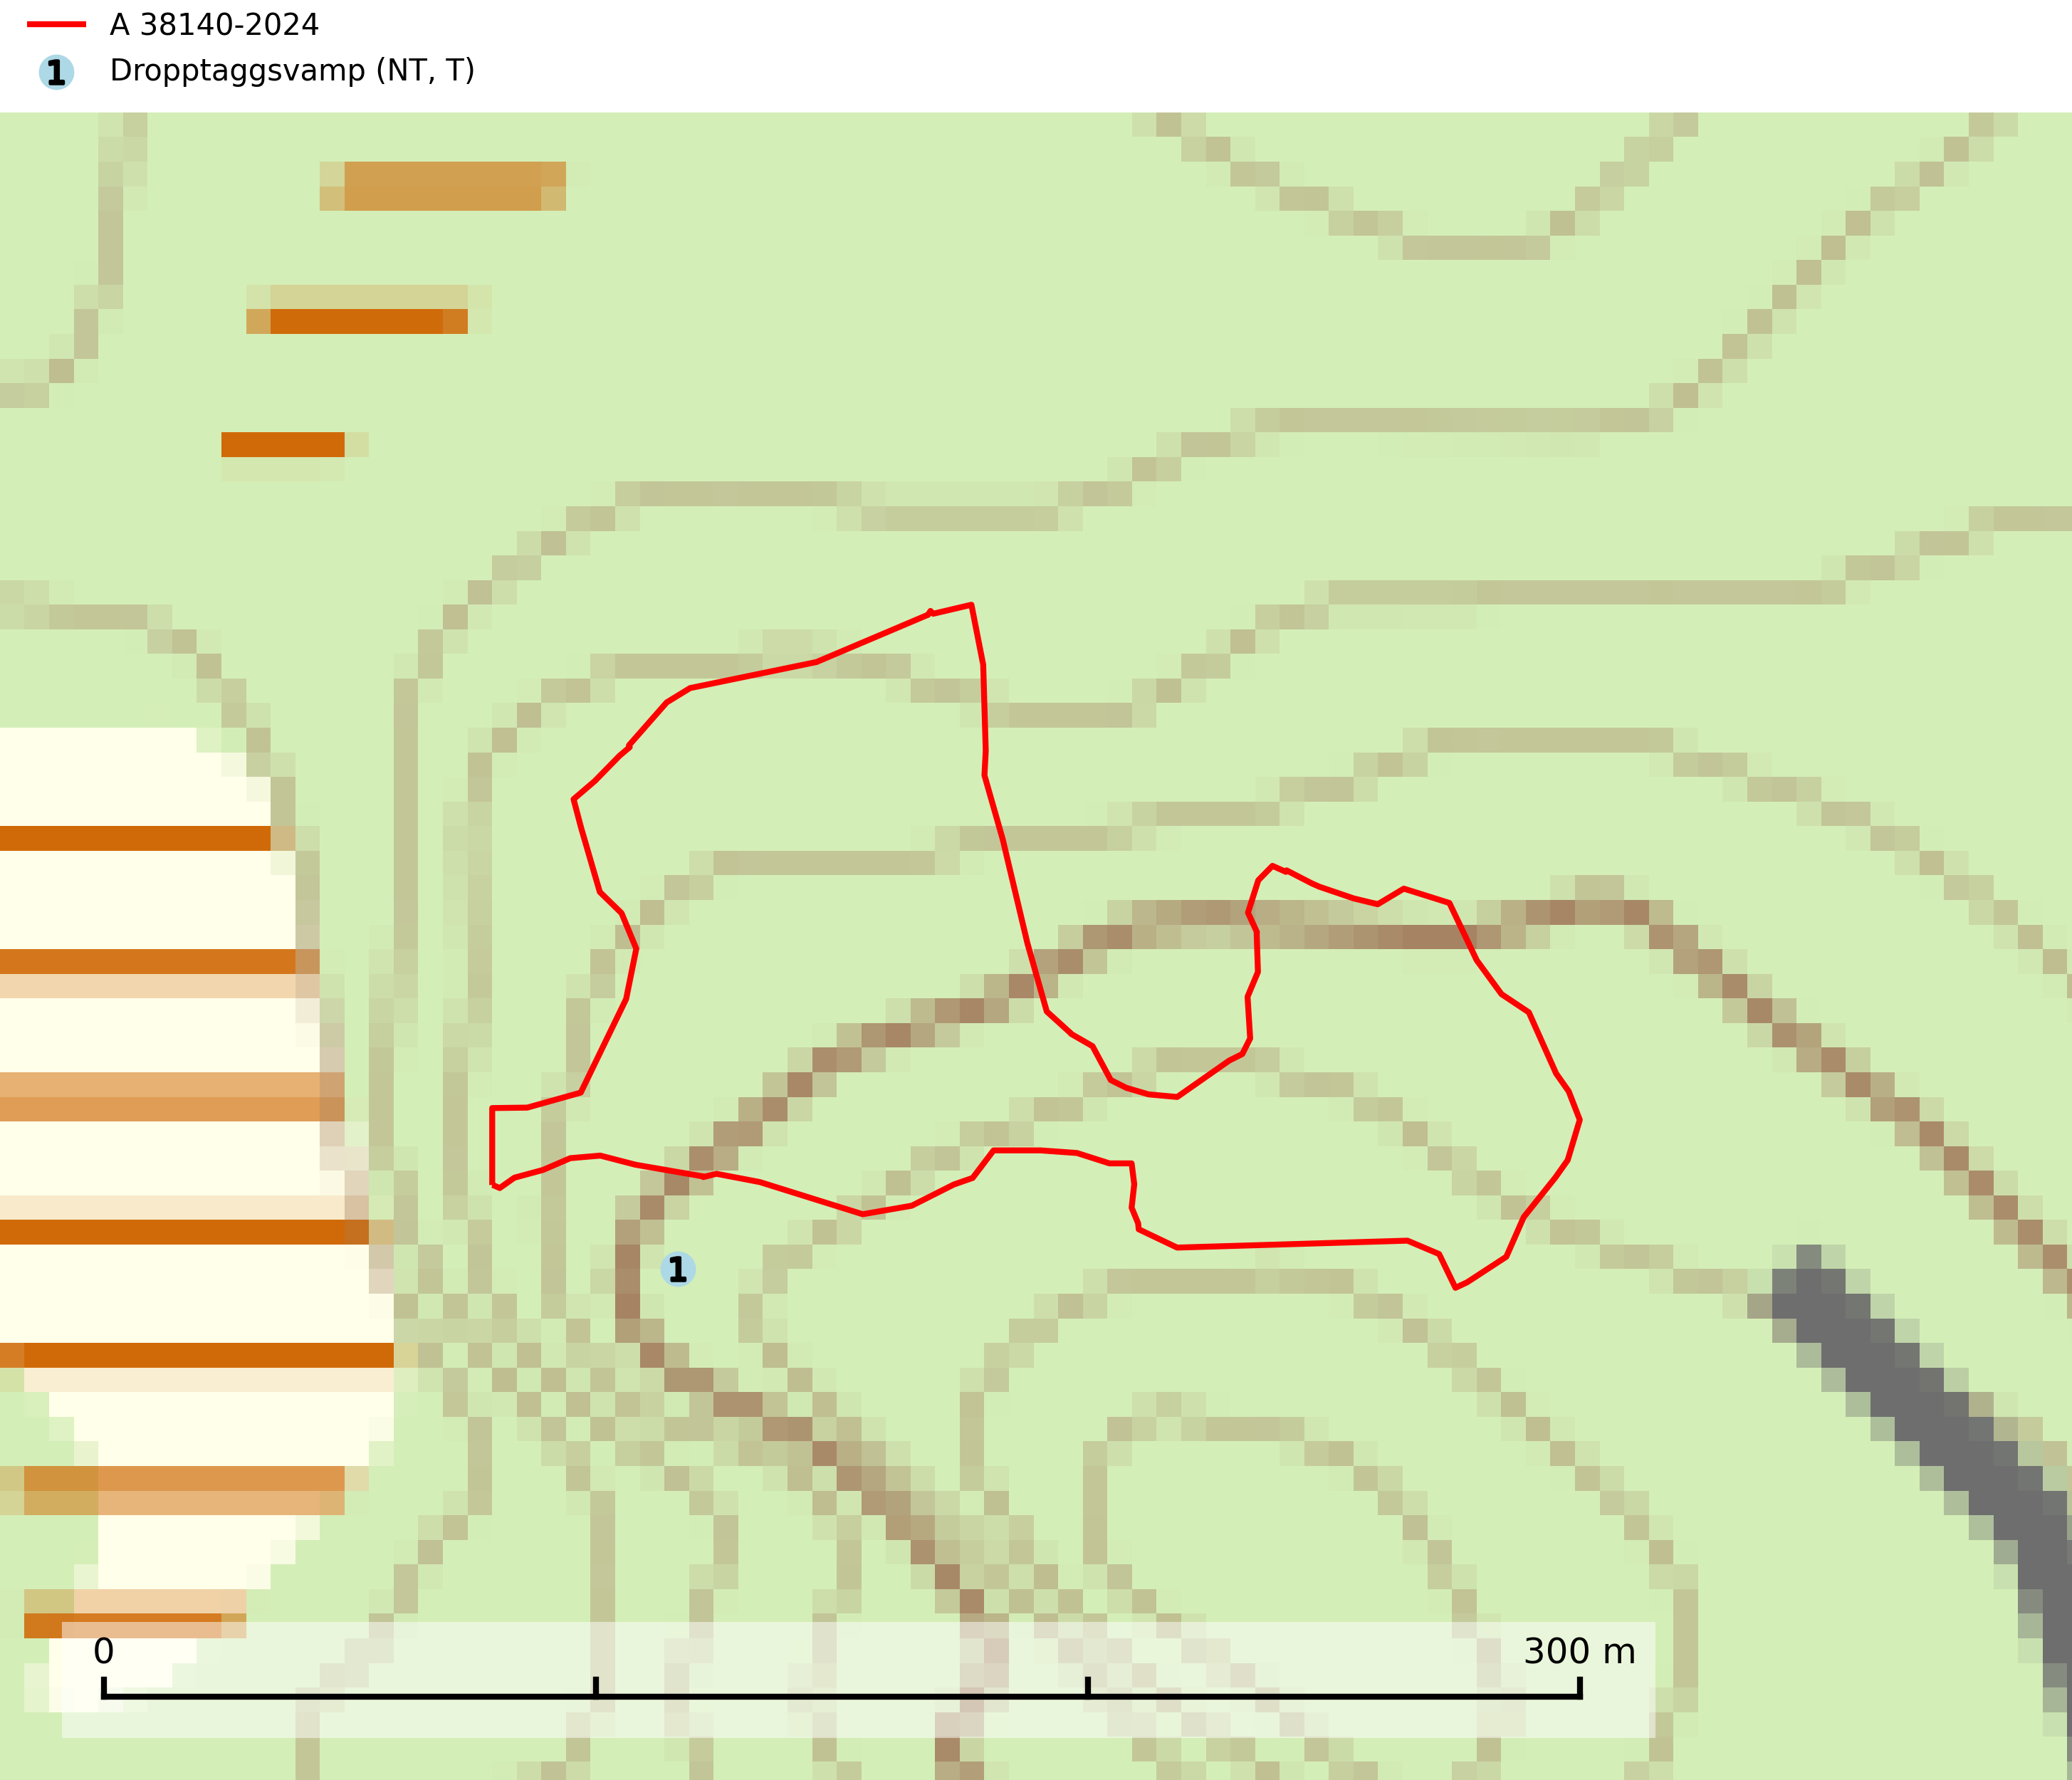 A 38140-2024
1 Dropptaggsvamp (NT, T)
1
0 300 m